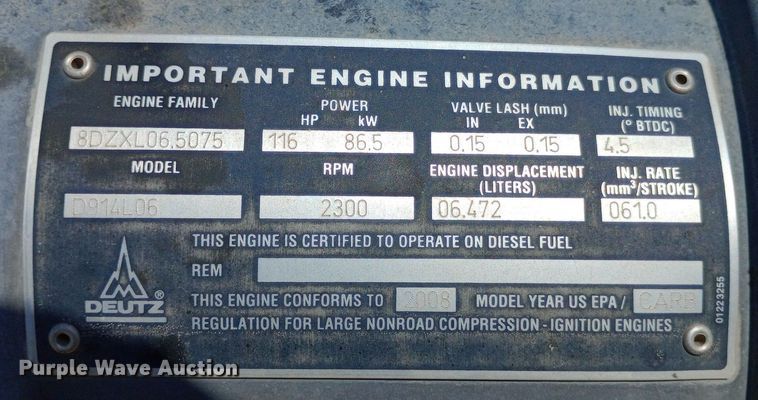 IMPORTANT ENGINE INFORMATION
ENGINE FAMILY POWER VALVE LASH (mm) INJ. TIMING
HP kW IN EX (° BTDC)
8DZXL06.5075 116 86.5 0.15 0.15 4.5
MODEL RPM ENGINE DISPLACEMENT INJ. RATE
(LITERS) (mm³/STROKE)
D914L06 2300 06.472 061.0
THIS ENGINE IS CERTIFIED TO OPERATE ON DIESEL FUEL
REM
DEUTZ ®
THIS ENGINE CONFORMS TO 2008 MODEL YEAR US EPA / CARB
REGULATION FOR LARGE NONROAD COMPRESSION - IGNITION ENGINES
01223255
Purple Wave Auction